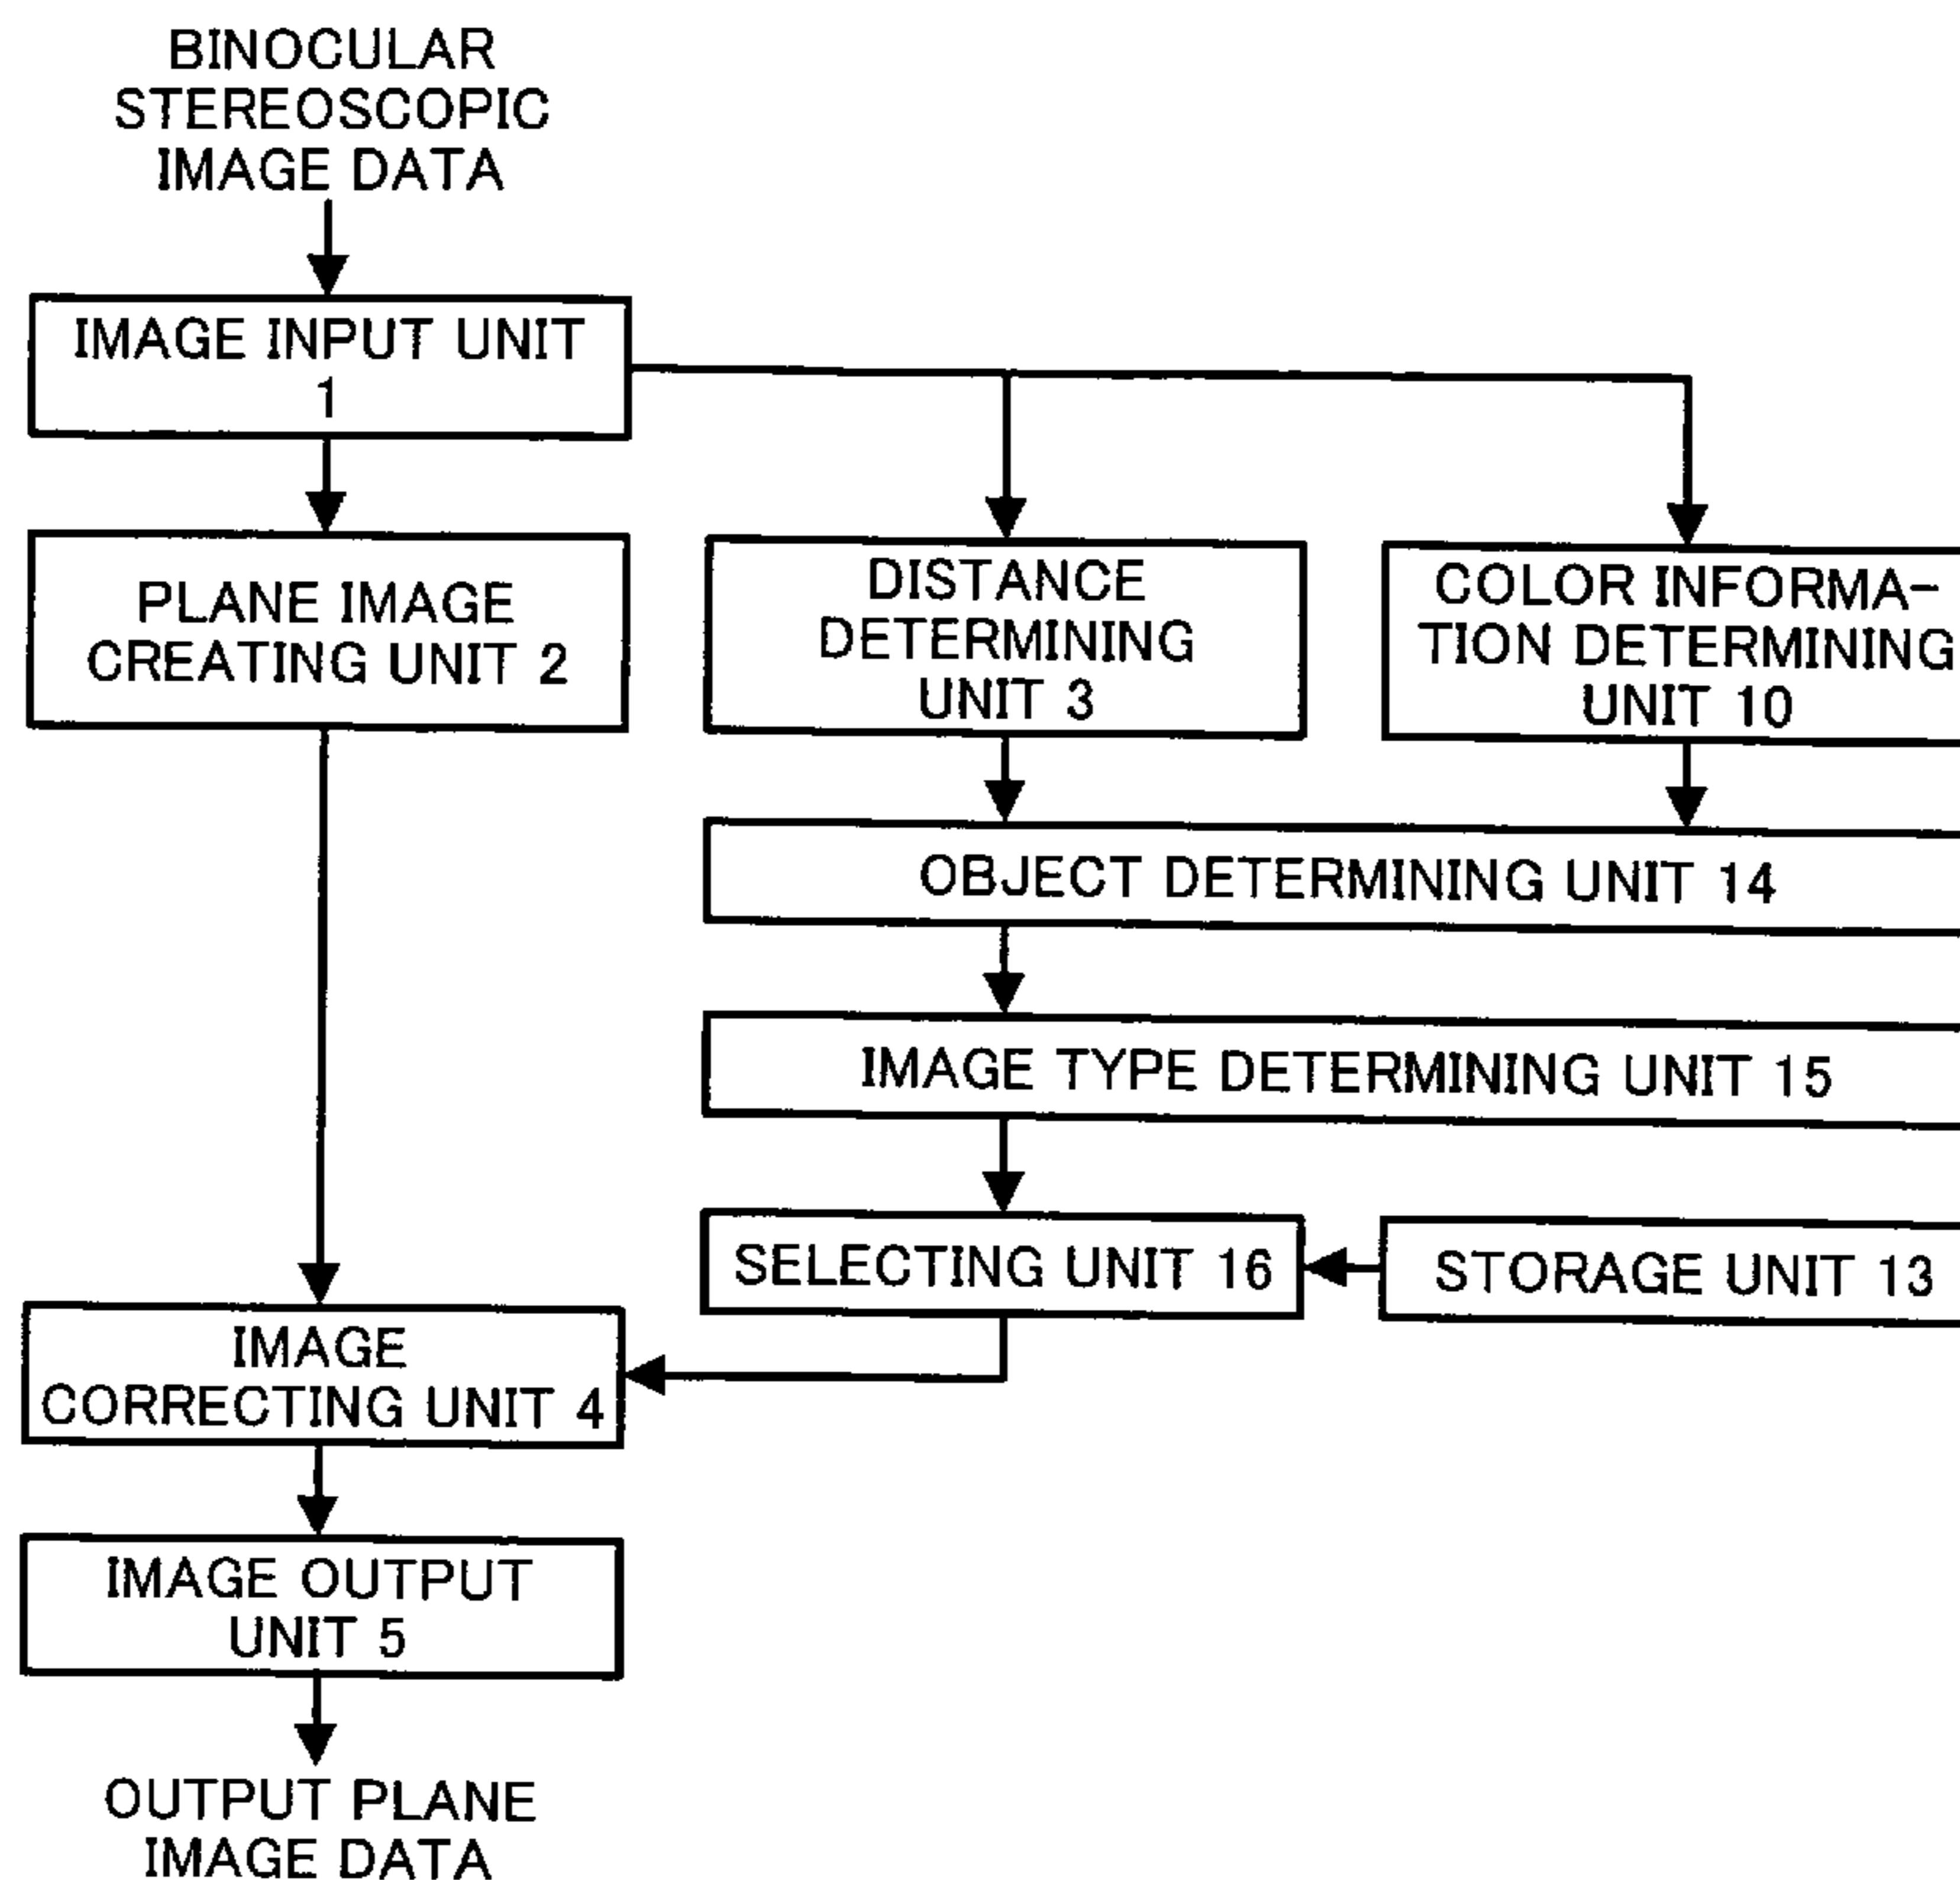 BINOCULAR
STEREOSCOPIC
IMAGE DATA
IMAGE INPUT UNIT
1
PLANE IMAGE
CREATING UNIT 2
DISTANCE
DETERMINING
UNIT 3
COLOR INFORMA-
TION DETERMINING
UNIT 10
OBJECT DETERMINING UNIT 14
IMAGE TYPE DETERMINING UNIT 15
SELECTING UNIT 16
STORAGE UNIT 13
IMAGE
CORRECTING UNIT 4
IMAGE OUTPUT
UNIT 5
OUTPUT PLANE
IMAGE DATA